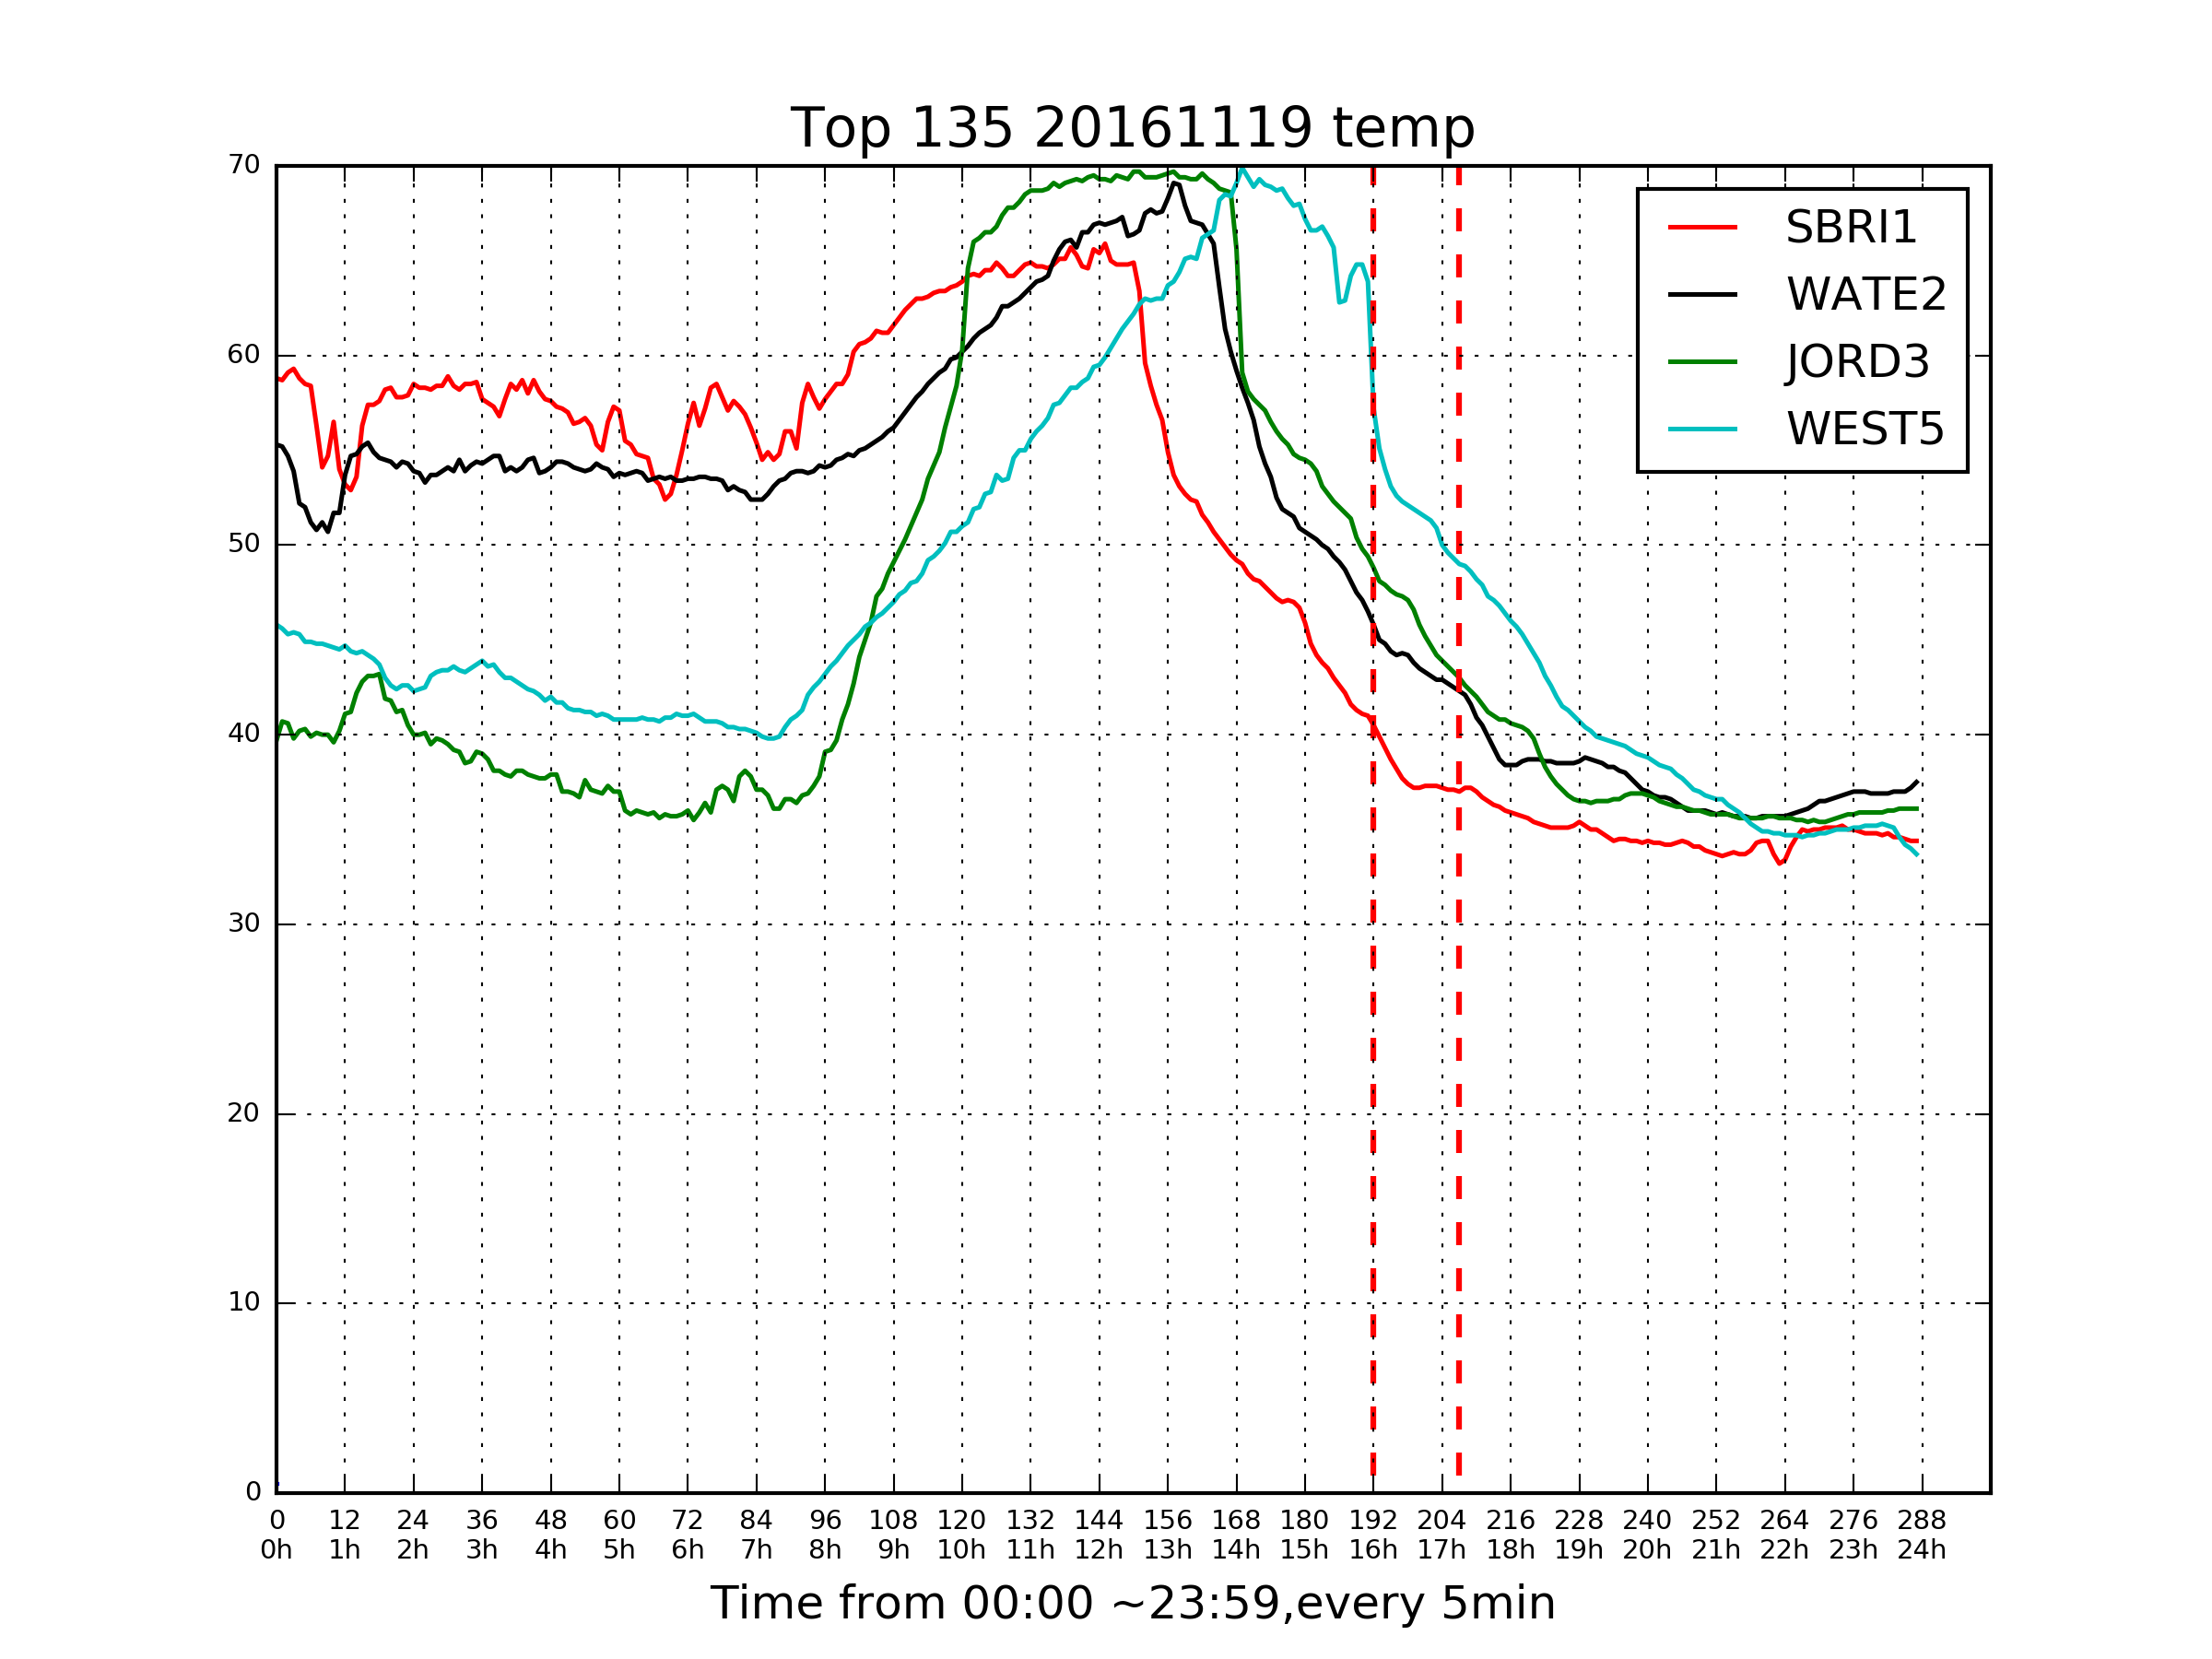 Top 135 20161119 temp
70
60
50
40
30
20
10
0
SBRI1
WATE2
JORD3
WEST5
0 12 24 36 48 60 72 84 96 108 120 132 144 156 168 180 192 204 216 228 240 252 264 276 288
0h 1h 2h 3h 4h 5h 6h 7h 8h 9h 10h 11h 12h 13h 14h 15h 16h 17h 18h 19h 20h 21h 22h 23h 24h
Time from 00:00 ~23:59,every 5min